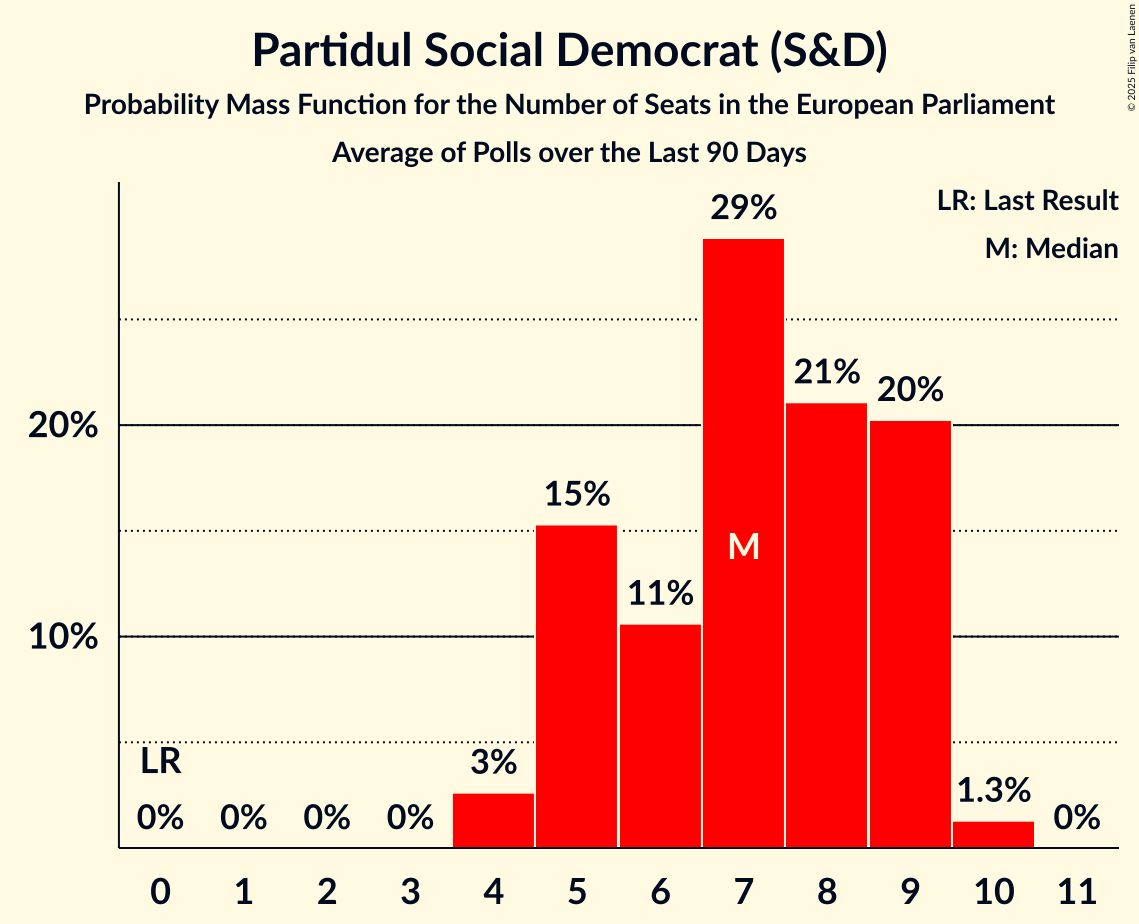 Partidul Social Democrat (S&D)
Probability Mass Function for the Number of Seats in the European Parliament
Average of Polls over the Last 90 Days
© 2025 Filip van Laenen
LR: Last Result
M: Median
29%
21%
20%
20%
15%
M
11%
10%
LR
3%
1.3%
0%
0%
0%
0%
0%
0 1 2 3 4 5 6 7 8 9 10 11